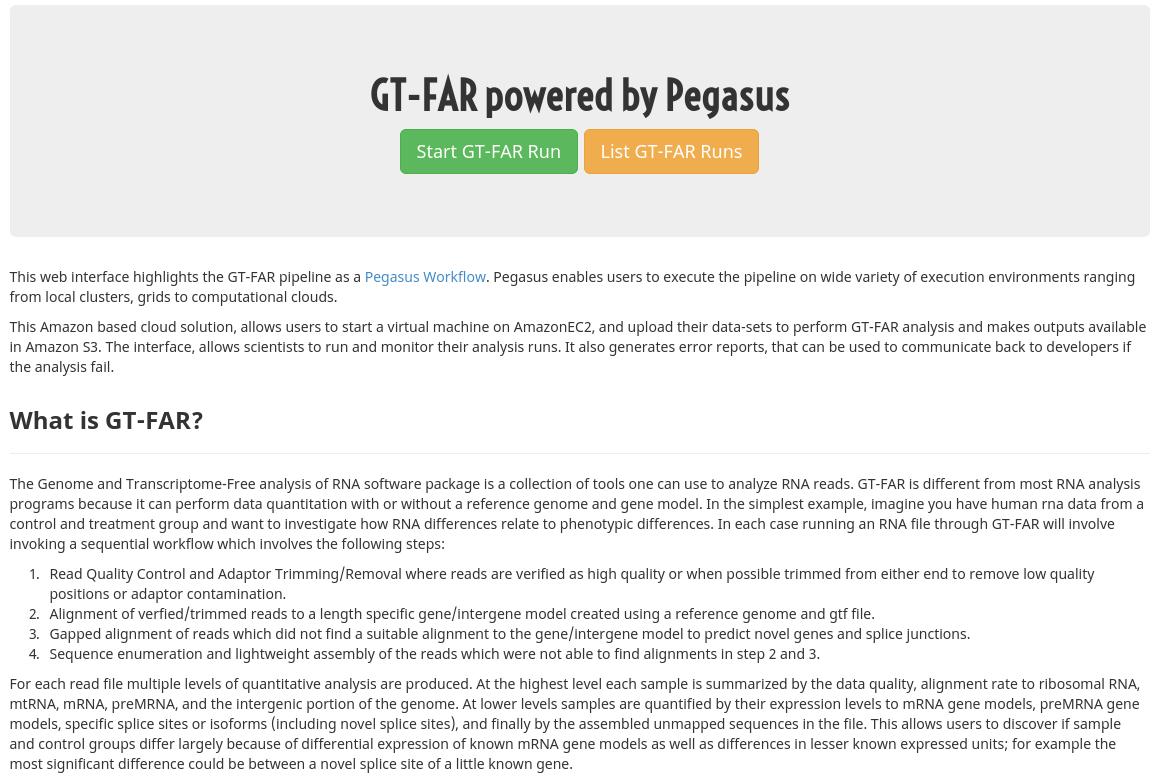 GT-FAR powered by Pegasus
Start GT-FAR Run List GT-FAR Runs
This web interface highlights the GT-FAR pipeline as a Pegasus Workflow. Pegasus enables users to execute the pipeline on wide variety of execution environments ranging
from local clusters, grids to computational clouds.
This Amazon based cloud solution, allows users to start a virtual machine on AmazonEC2, and upload their data-sets to perform GT-FAR analysis and makes outputs available
in Amazon S3. The interface, allows scientists to run and monitor their analysis runs. It also generates error reports, that can be used to communicate back to developers if
the analysis fail.
What is GT-FAR?
The Genome and Transcriptome-Free analysis of RNA software package is a collection of tools one can use to analyze RNA reads. GT-FAR is different from most RNA analysis
programs because it can perform data quantitation with or without a reference genome and gene model. In the simplest example, imagine you have human rna data from a
control and treatment group and want to investigate how RNA differences relate to phenotypic differences. In each case running an RNA file through GT-FAR will involve
invoking a sequential workflow which involves the following steps:
1. Read Quality Control and Adaptor Trimming/Removal where reads are verified as high quality or when possible trimmed from either end to remove low quality
positions or adaptor contamination.
2. Alignment of verfied/trimmed reads to a length specific gene/intergene model created using a reference genome and gtf file.
3. Gapped alignment of reads which did not find a suitable alignment to the gene/intergene model to predict novel genes and splice junctions.
4. Sequence enumeration and lightweight assembly of the reads which were not able to find alignments in step 2 and 3.
For each read file multiple levels of quantitative analysis are produced. At the highest level each sample is summarized by the data quality, alignment rate to ribosomal RNA,
mtRNA, mRNA, preMRNA, and the intergenic portion of the genome. At lower levels samples are quantified by their expression levels to mRNA gene models, preMRNA gene
models, specific splice sites or isoforms (including novel splice sites), and finally by the assembled unmapped sequences in the file. This allows users to discover if sample
and control groups differ largely because of differential expression of known mRNA gene models as well as differences in lesser known expressed units; for example the
most significant difference could be between a novel splice site of a little known gene.